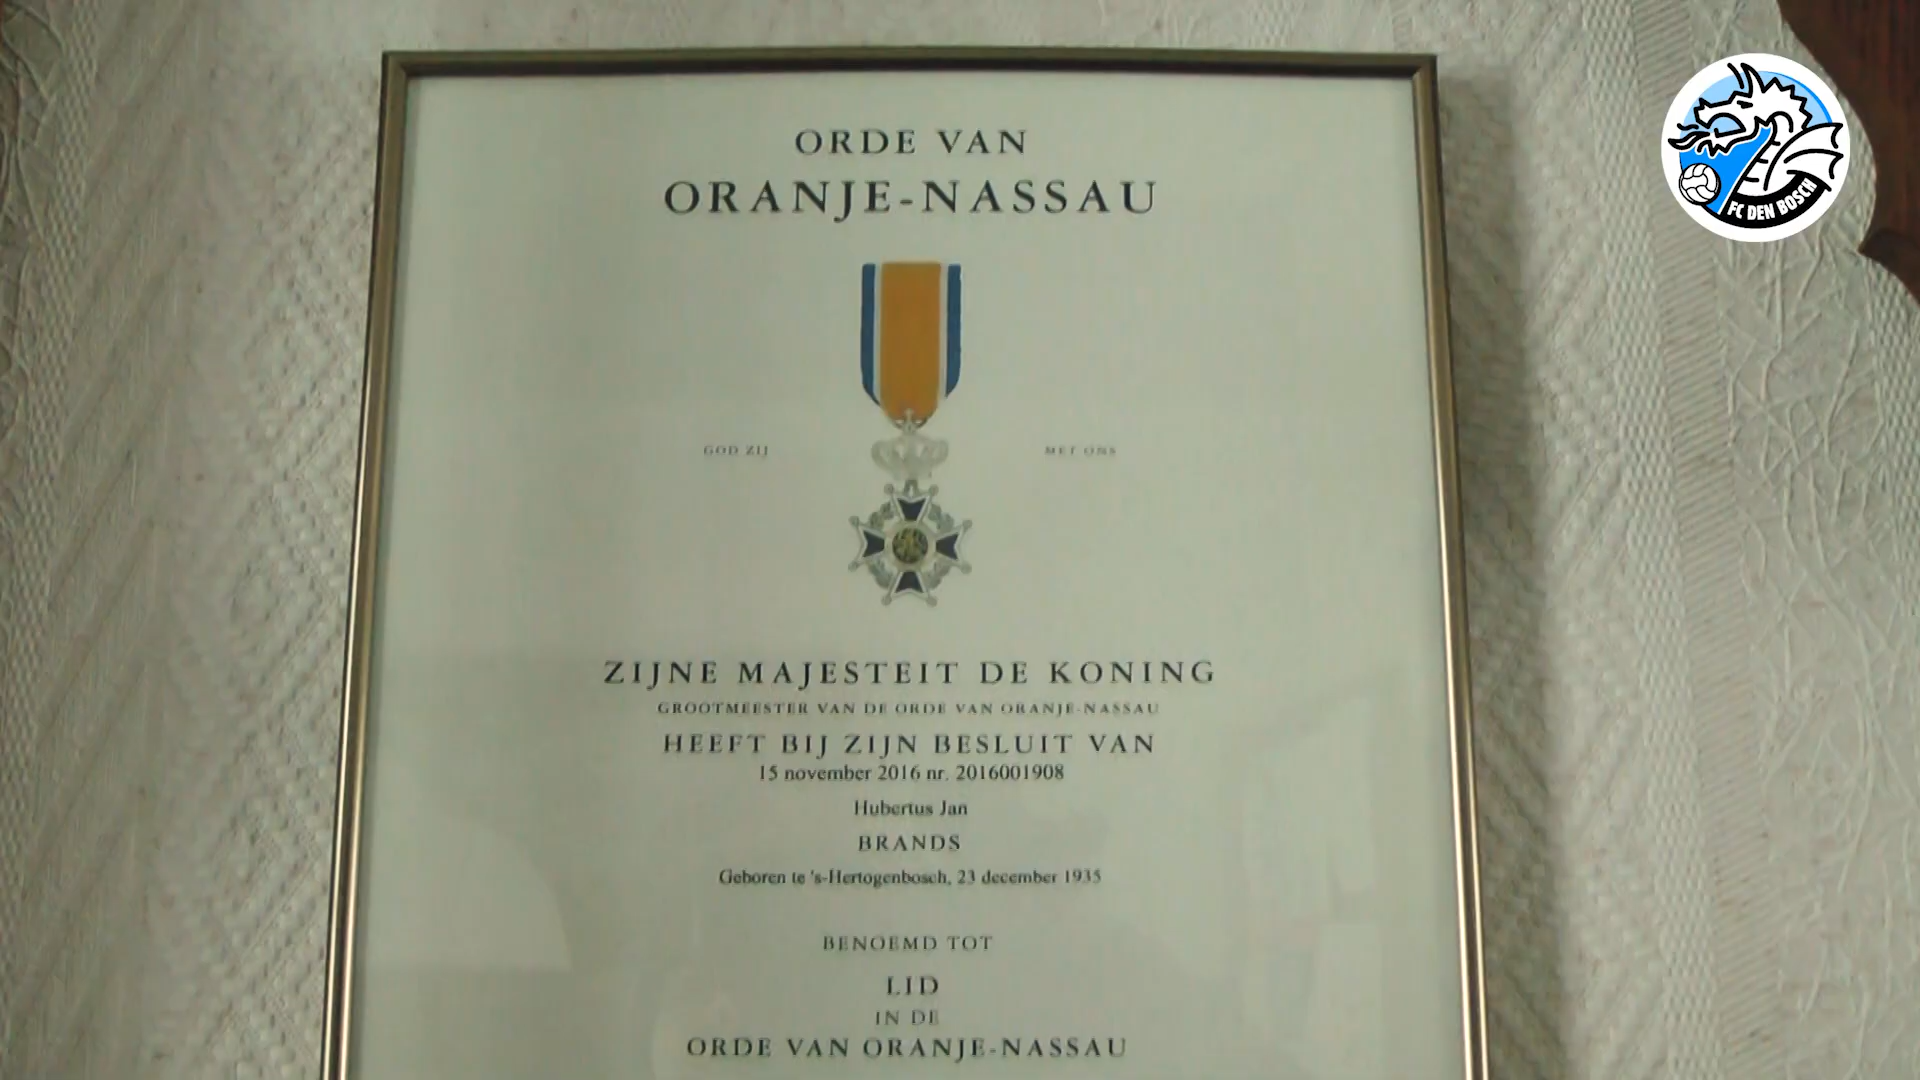 ORDE VAN
ORANJE-NASSAU
GOD ZIJ MET ONS
ZIJNE MAJESTEIT DE KONING
GROOTMEESTER VAN DE ORDE VAN ORANJE-NASSAU
HEEFT BIJ ZIJN BESLUIT VAN
15 november 2016 nr. 2016001908
Hubertus Jan
BRANDS
Geboren te 's-Hertogenbosch, 23 december 1935
BENOEMD TOT
LID
IN DE
ORDE VAN ORANJE-NASSAU
FC DEN BOSCH